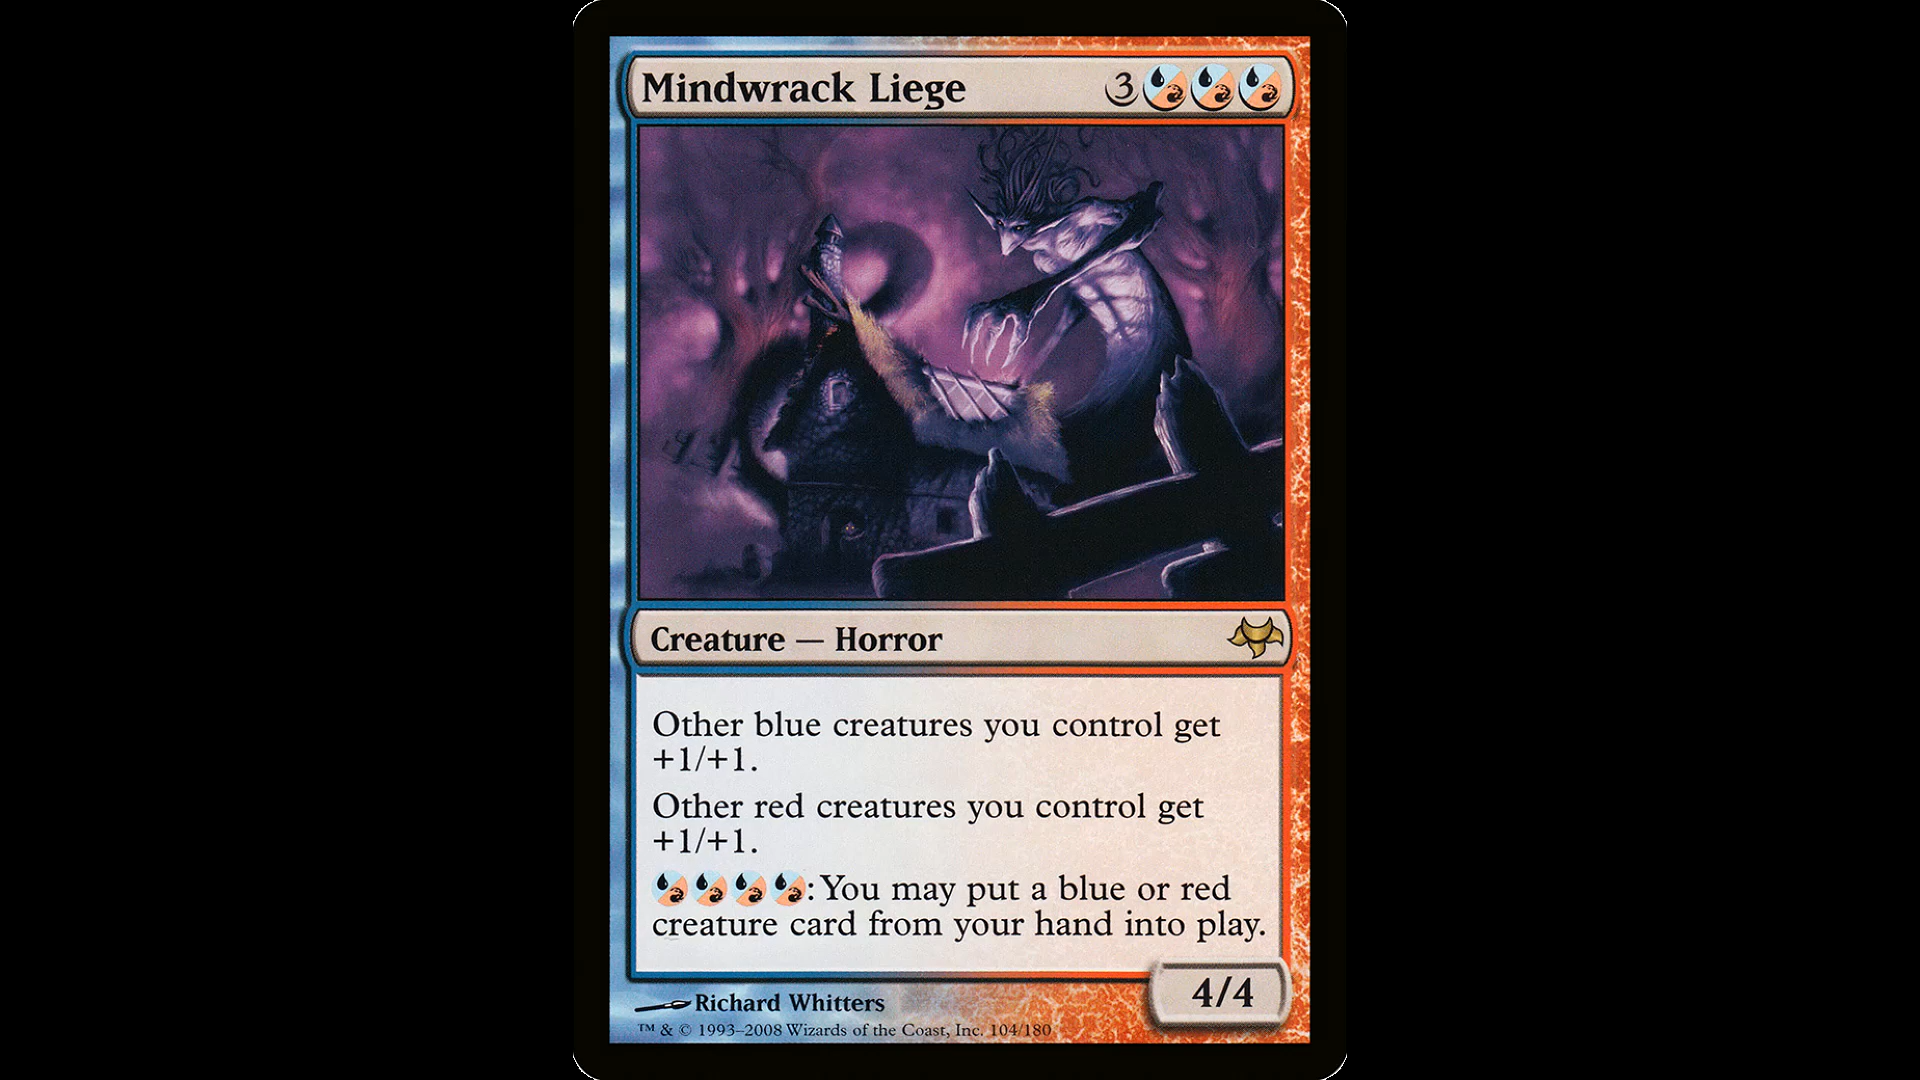 Mindwrack Liege 3
Creature — Horror
Other blue creatures you control get
+1/+1.
Other red creatures you control get
+1/+1.
: You may put a blue or red
creature card from your hand into play.
4/4
Richard Whitters
™ & © 1993–2008 Wizards of the Coast, Inc. 104/180